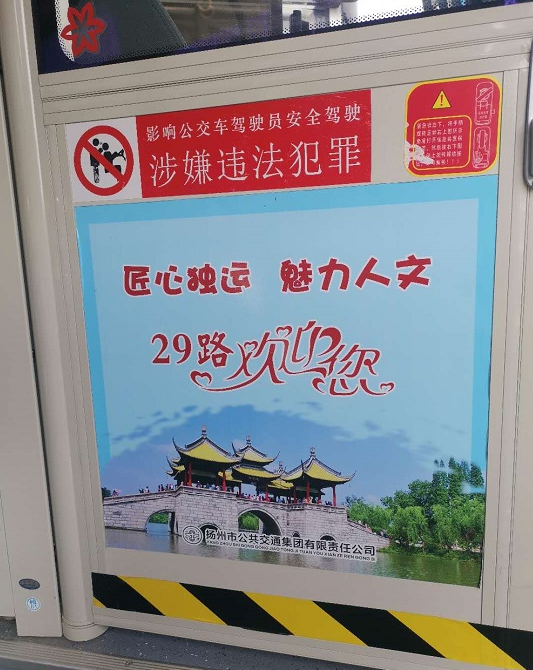 影响公交车驾驶员安全驾驶
涉嫌违法犯罪
匠心独运 魅力人文
29路欢迎您
扬州市公共交通集团有限责任公司